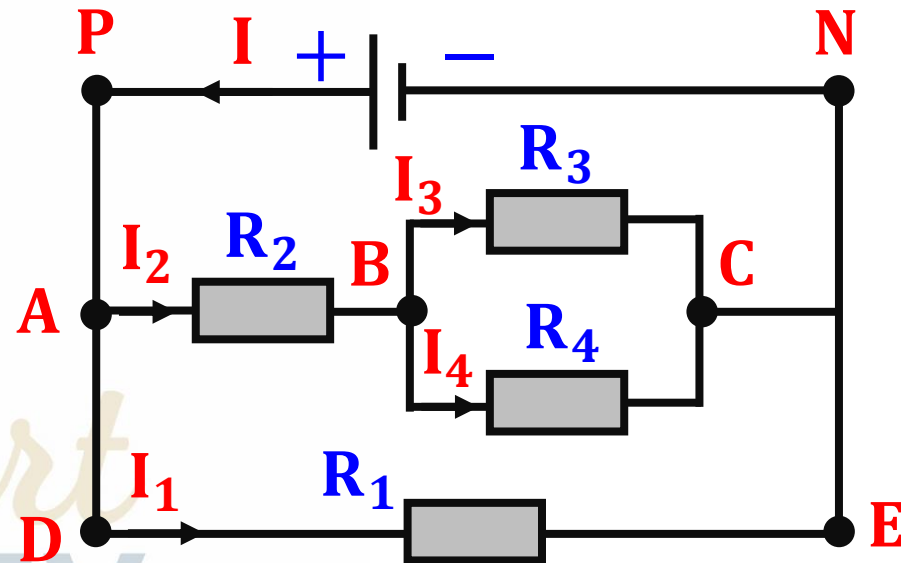 P I + − N
I₃ R₃
I₂ R₂ B C
A
I₄ R₄
I₁ R₁
D E